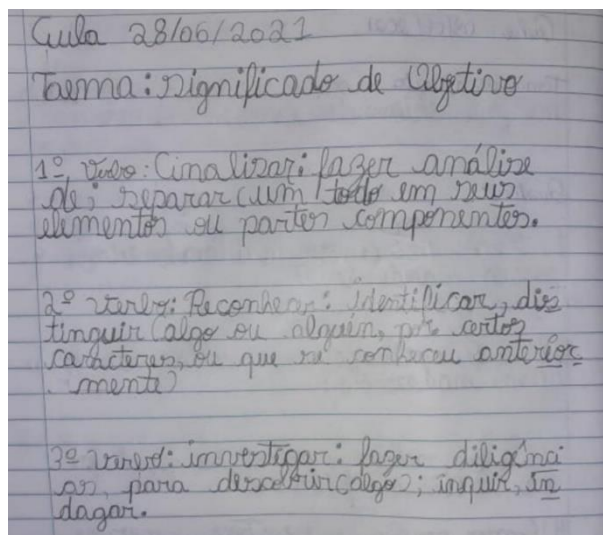 Aula 28/06/2021
Tema: significado de Objetivo
1º Verbo: Analisar: fazer análise
de; separar (um todo em seus
elementos ou partes componentes.
2º verbo: Reconhecer: identificar, dis
tinguir (algo ou alguén, por certos
caracteres, ou que se conheceu anterior
mente)
3º verbo: investigar: fazer diligênci
as, para descobrir (algo); inquir, in
dagar.